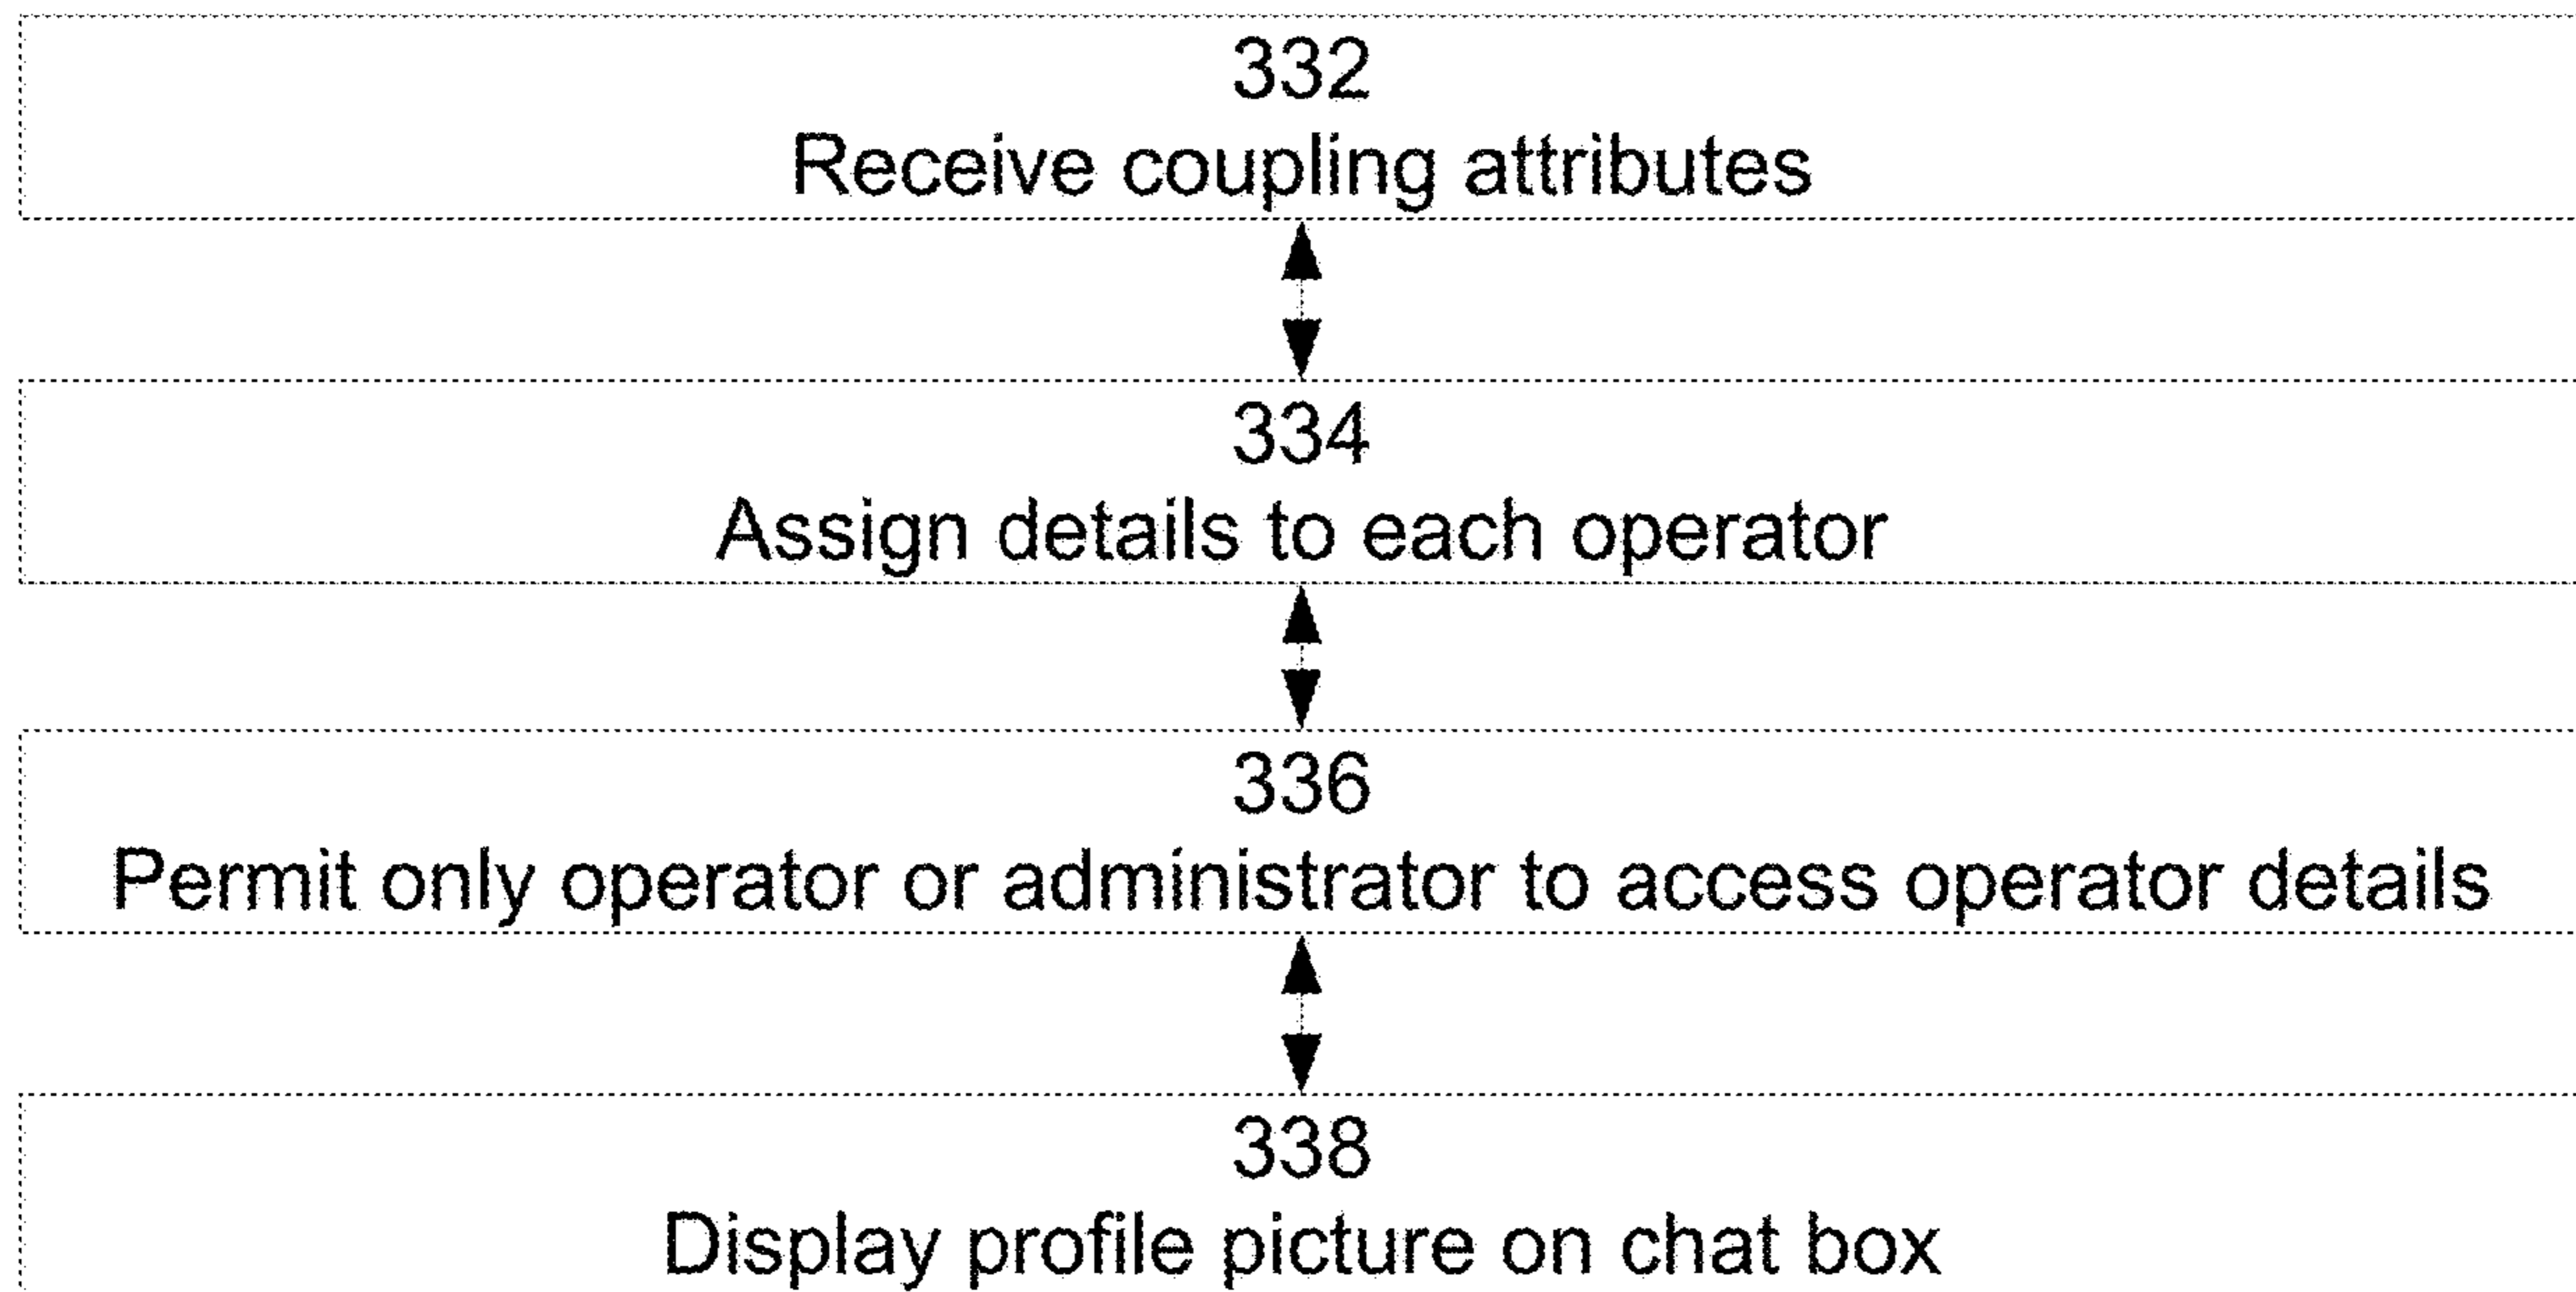 332
Receive coupling attributes
334
Assign details to each operator
336
Permit only operator or administrator to access operator details
338
Display profile picture on chat box